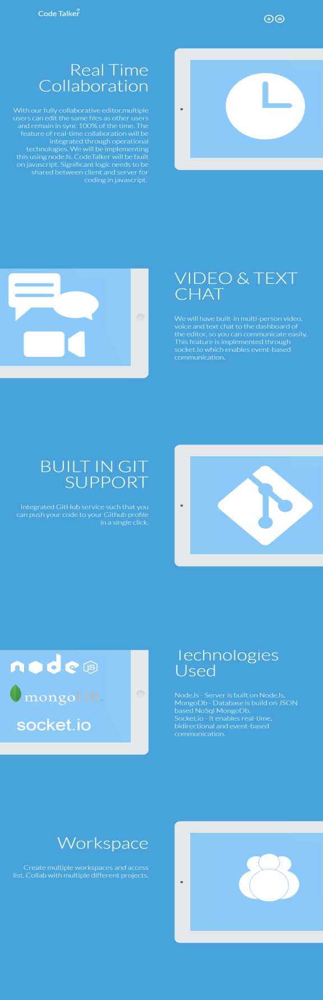 Code Talker®
Real Time
Collaboration
With our fully collaborative editor,multiple
users can edit the same files as other users
and remain in sync 100% of the time. The
feature of real-time collaboration will be
integrated through operational
technologies. We will be implementing
this using nodeJs. CodeTalker will be built
on javascript. Significant logic needs to be
shared between client and server for
coding in javascript.
VIDEO & TEXT
CHAT
We will have built-in multi-person video,
voice and text chat to the dashboard of
the editor, so you can communicate easily.
This feature is implemented through
socket.Io which enables event-based
communication.
BUILT IN GIT
SUPPORT
Integrated GitHub service such that you
can push your code to your Github profile
in a single click.
node JS
mongoDB.
socket.io
Technologies
Used
NodeJs - Server is built on NodeJs.
MongoDb - Database is build on JSON
based NoSql MongoDb.
Socket.io - It enables real-time,
bidirectional and event-based
communication.
Workspace
Create multiple workspaces and access
list. Collab with multiple different projects.